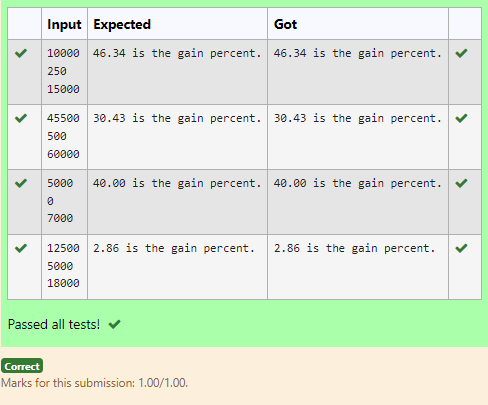 Input Expected Got
10000 46.34 is the gain percent. 46.34 is the gain percent.
250
15000
45500 30.43 is the gain percent. 30.43 is the gain percent.
500
60000
5000 40.00 is the gain percent. 40.00 is the gain percent.
0
7000
12500 2.86 is the gain percent. 2.86 is the gain percent.
5000
18000
Passed all tests!
Correct
Marks for this submission: 1.00/1.00.